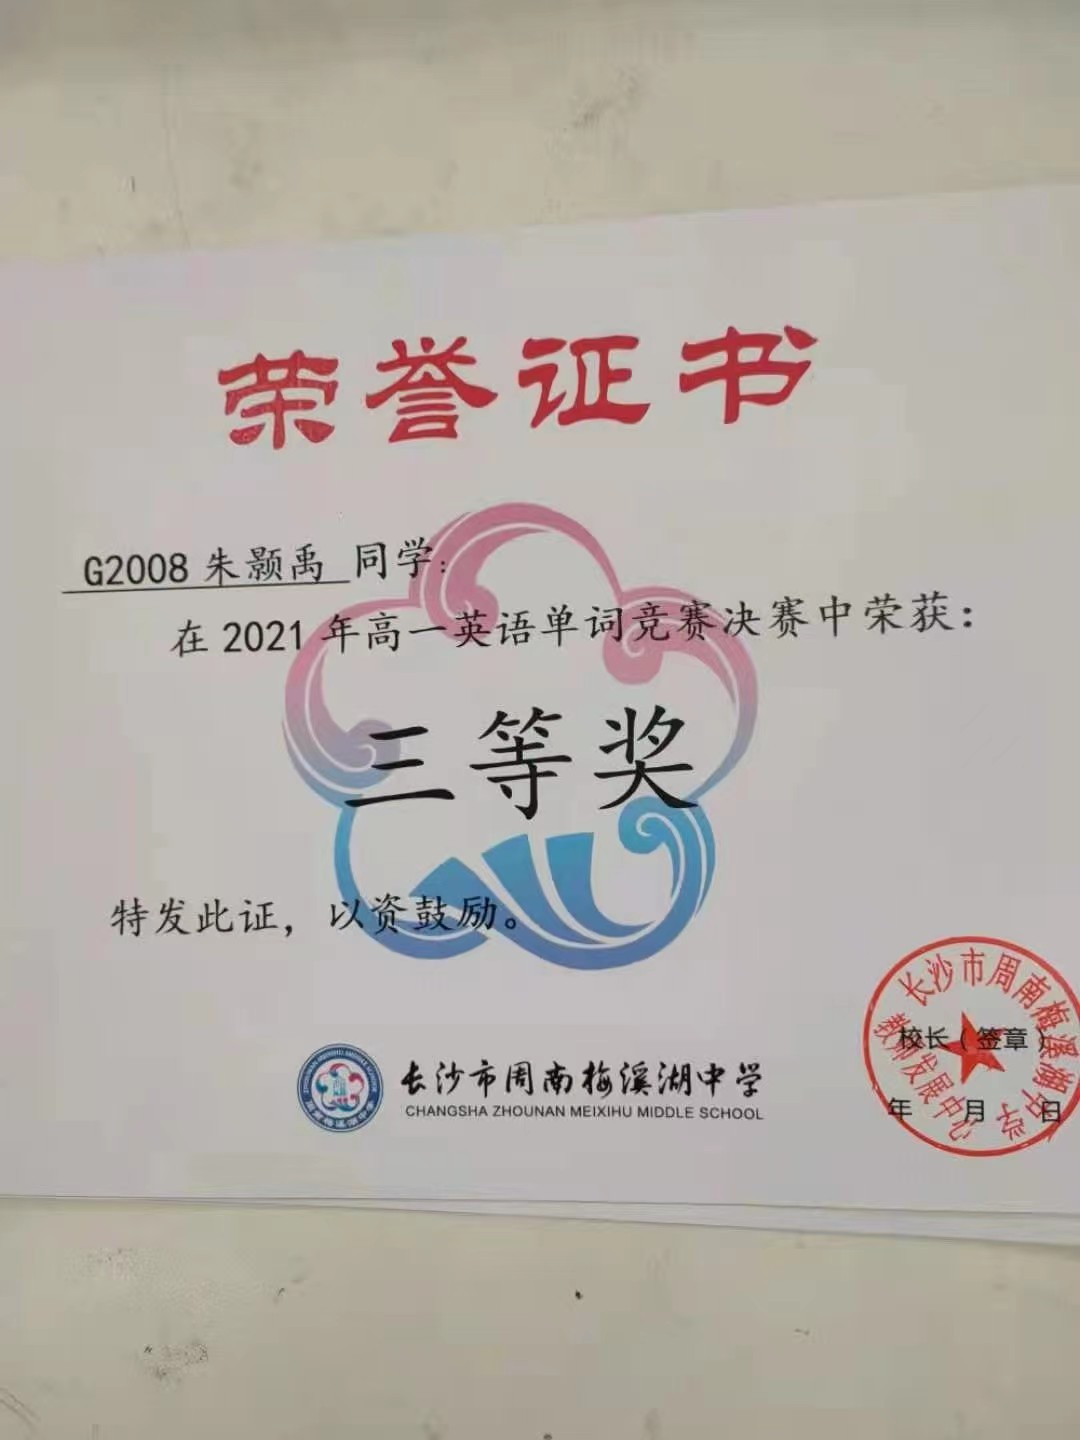 荣誉证书
G2008 朱颢禹 同学:
在 2021 年高一英语单词竞赛决赛中荣获:
三等奖
特发此证，以资鼓励。
长沙市周南梅溪湖中学
CHANGSHA ZHOUNAN MEIXIHU MIDDLE SCHOOL
长沙市周南梅溪湖中学
教师发展中心
校长（签章）
年 月 日